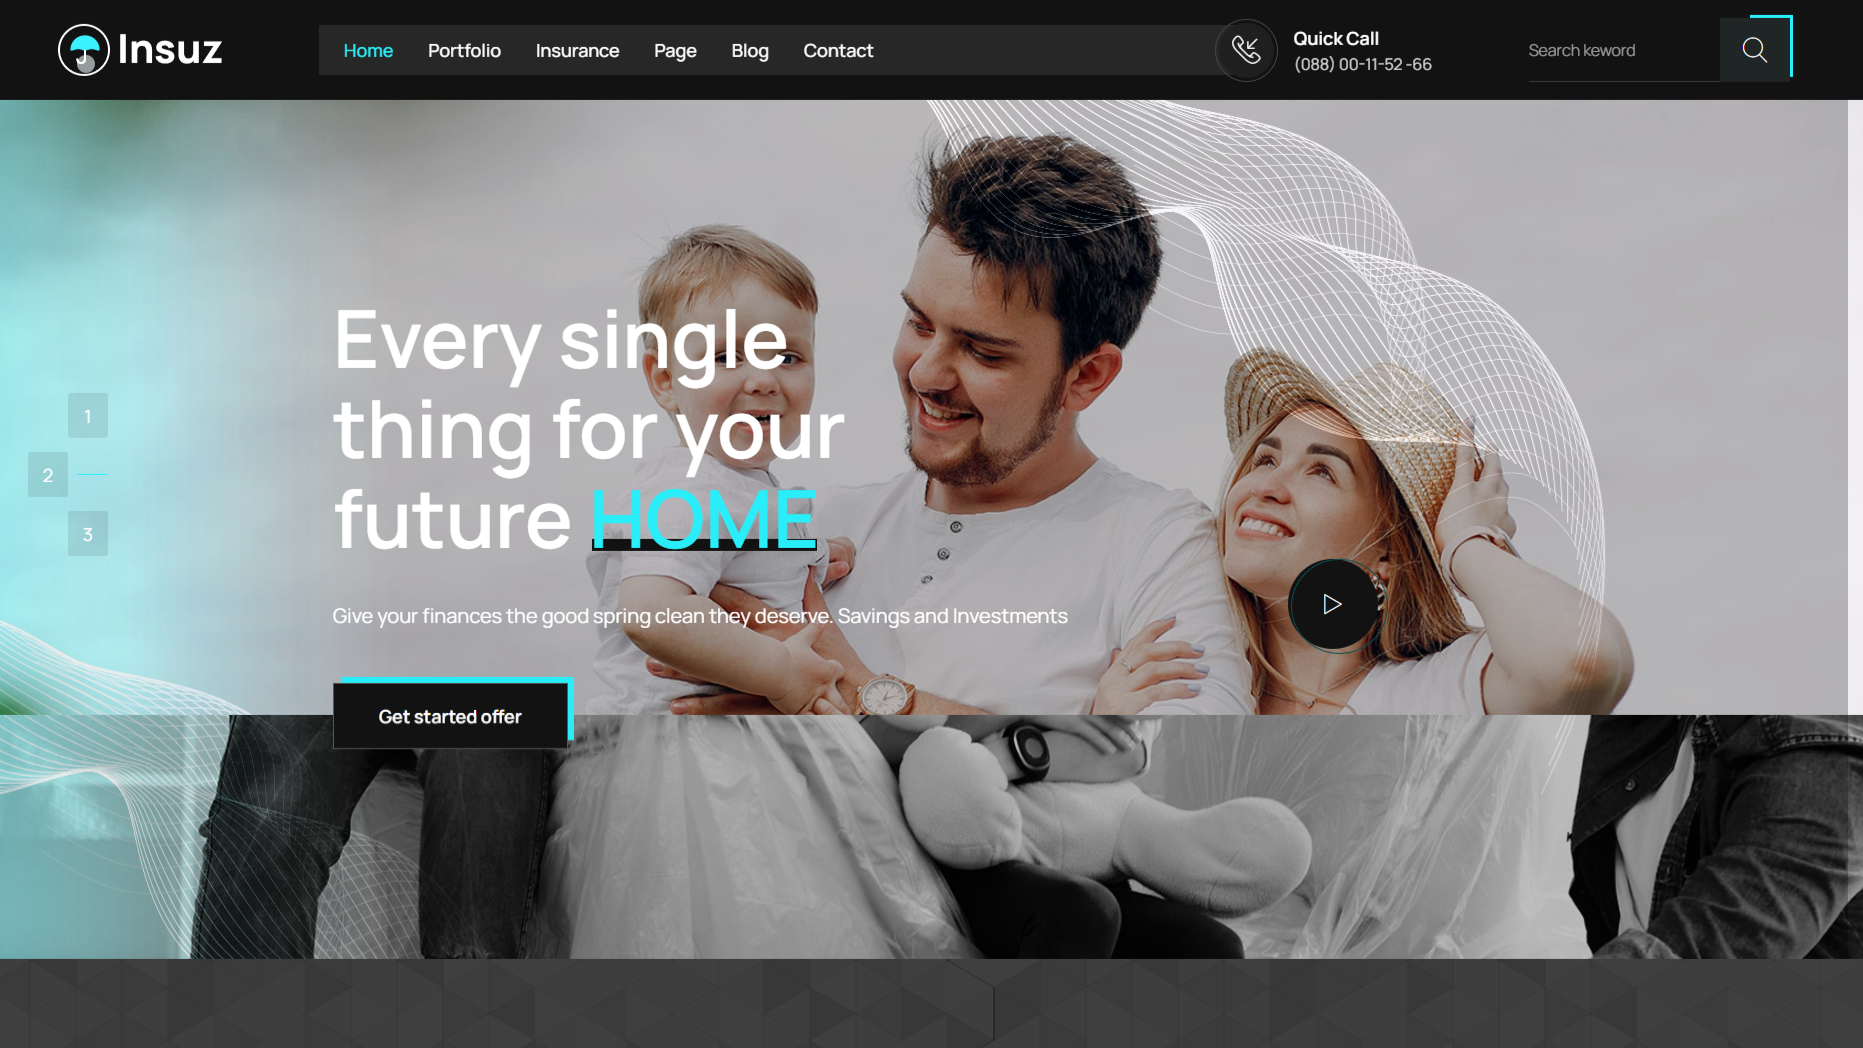 Insuz
Home Portfolio Insurance Page Blog Contact
Quick Call
(088) 00-11-52 -66
Search keword
Every single
thing for your
future HOME
1
2
3
Give your finances the good spring clean they deserve. Savings and Investments
Get started offer